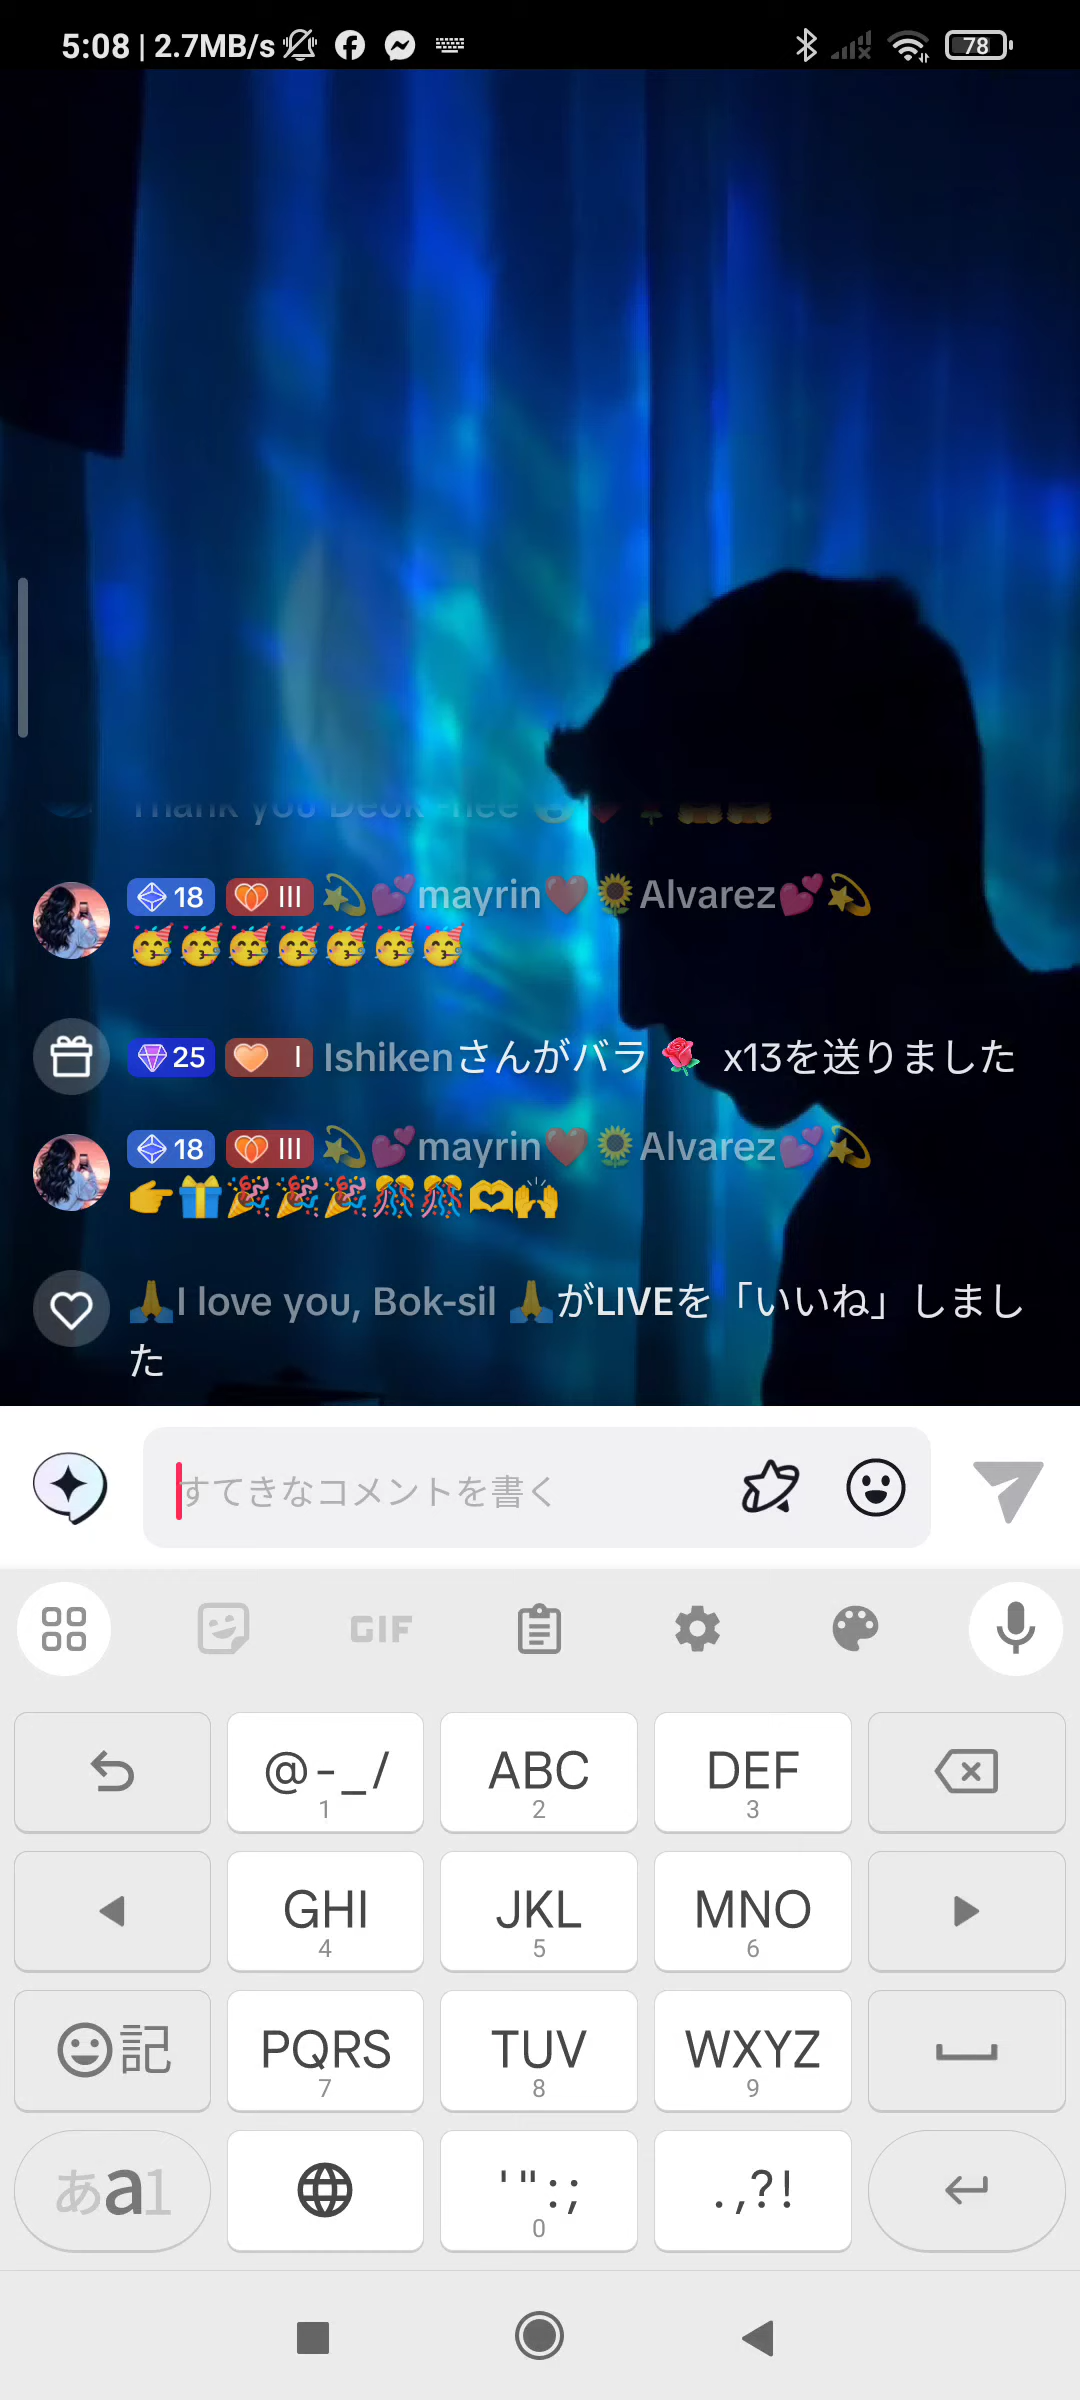 5:08 | 2.7MB/s 78
Thank you Deok-hee
18 III 💫💕mayrin❤️🌻Alvarez💕💫
🥳🥳🥳🥳🥳🥳🥳
25 I Ishikenさんがバラ🌹 x13を送りました
18 III 💫💕mayrin❤️🌻Alvarez💕💫
👉🎁🎉🎉🎉🎊🎊🫶🙌
🙏I love you, Bok-sil 🙏がLIVEを「いいね」しまし
た
すてきなコメントを書く
GIF
@-_/ ABC DEF
1 2 3
GHI JKL MNO
4 5 6
記 PQRS TUV WXYZ
7 8 9
あa1 '":; .,?!
0